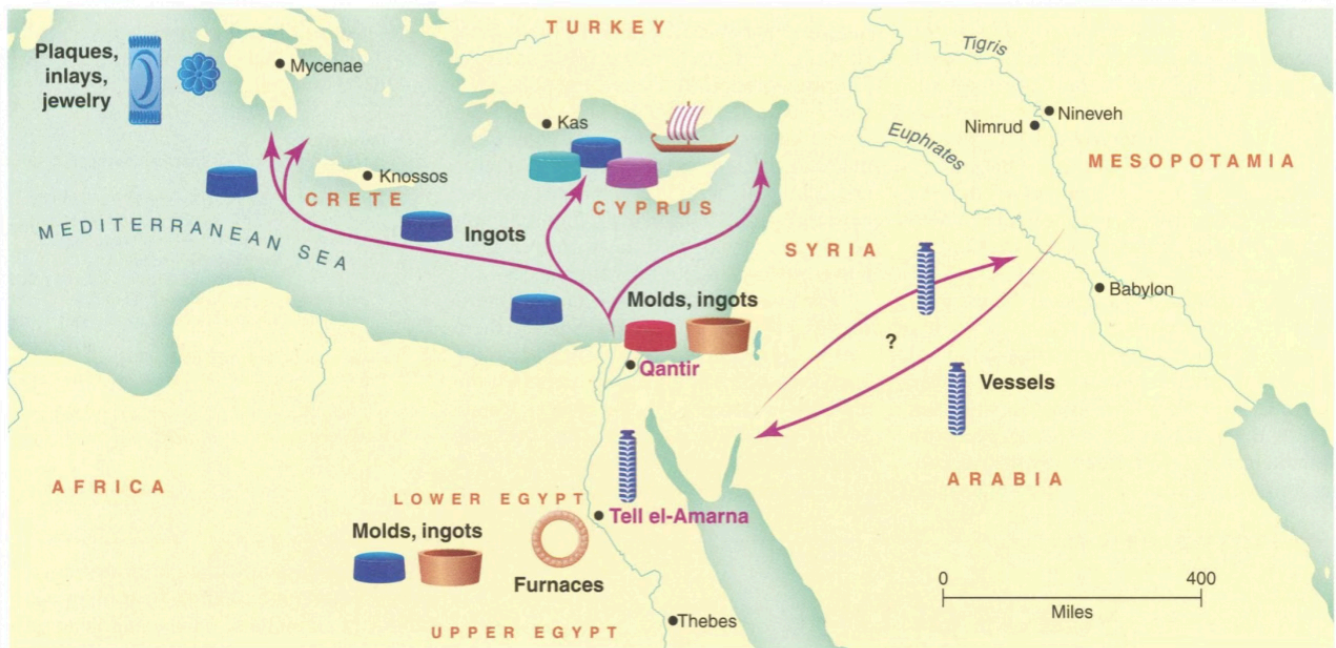 TURKEY
Plaques,
inlays,
jewelry
Mycenae
Tigris
Kas
Nineveh
Nimrud
Euphrates
MESOPOTAMIA
Knossos
CRETE
CYPRUS
MEDITERRANEAN SEA
Ingots
SYRIA
Molds, ingots
Babylon
?
Qantir
Vessels
AFRICA
ARABIA
LOWER EGYPT
Tell el-Amarna
Molds, ingots
Furnaces
0 400
Miles
Thebes
UPPER EGYPT